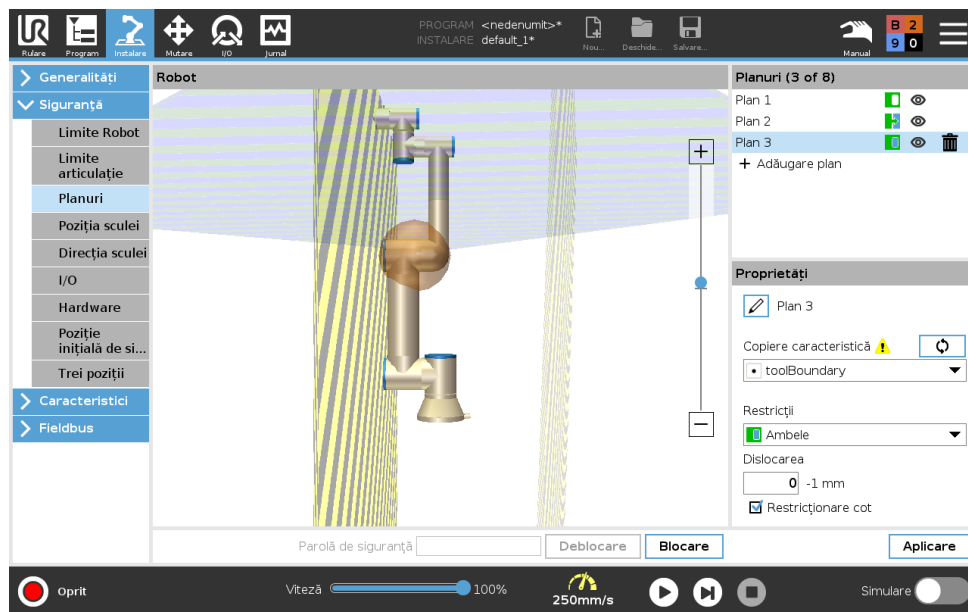 PROGRAM <nedenumit>*
INSTALARE default_1*
Rulare
Program
Instalare
Mutare
I/O
Jurnal
Nou...
Deschide...
Salvare...
Manual
B 2
9 0
Generalități
Siguranță
Limite Robot
Limite
articulație
Planuri
Poziția sculei
Direcția sculei
I/O
Hardware
Poziție
inițială de si...
Trei poziții
Caracteristici
Fieldbus
Robot
Planuri (3 of 8)
Plan 1
Plan 2
Plan 3
Adăugare plan
Proprietăți
Plan 3
Copiere caracteristică
toolBoundary
Restricții
Ambele
Dislocarea
0 -1 mm
Restricționare cot
Parolă de siguranță
Deblocare
Blocare
Aplicare
Oprit
Viteză
100%
250mm/s
Simulare